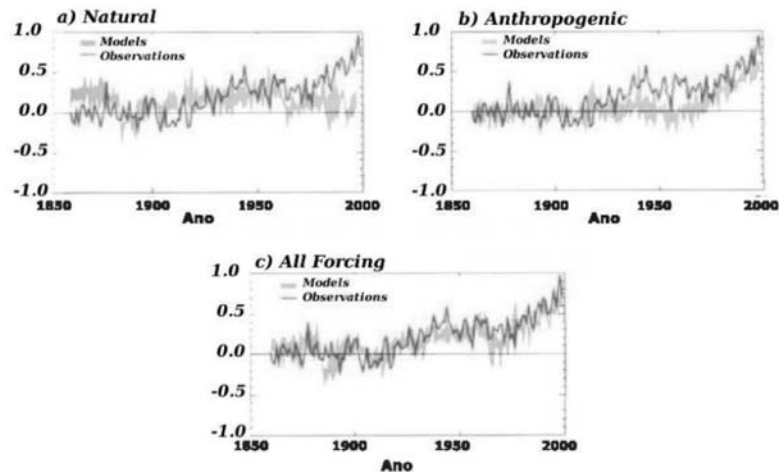 a) Natural
1.0
Models
Observations
0.5
0.0
-0.5
-1.0
1850 1900 1950 2000
Ano
b) Anthropogenic
1.0
Models
Observations
0.5
0.0
-0.5
-1.0
1850 1900 1950 2000
Ano
c) All Forcing
1.0
Models
Observations
0.5
0.0
-0.5
-1.0
1850 1900 1950 2000
Ano